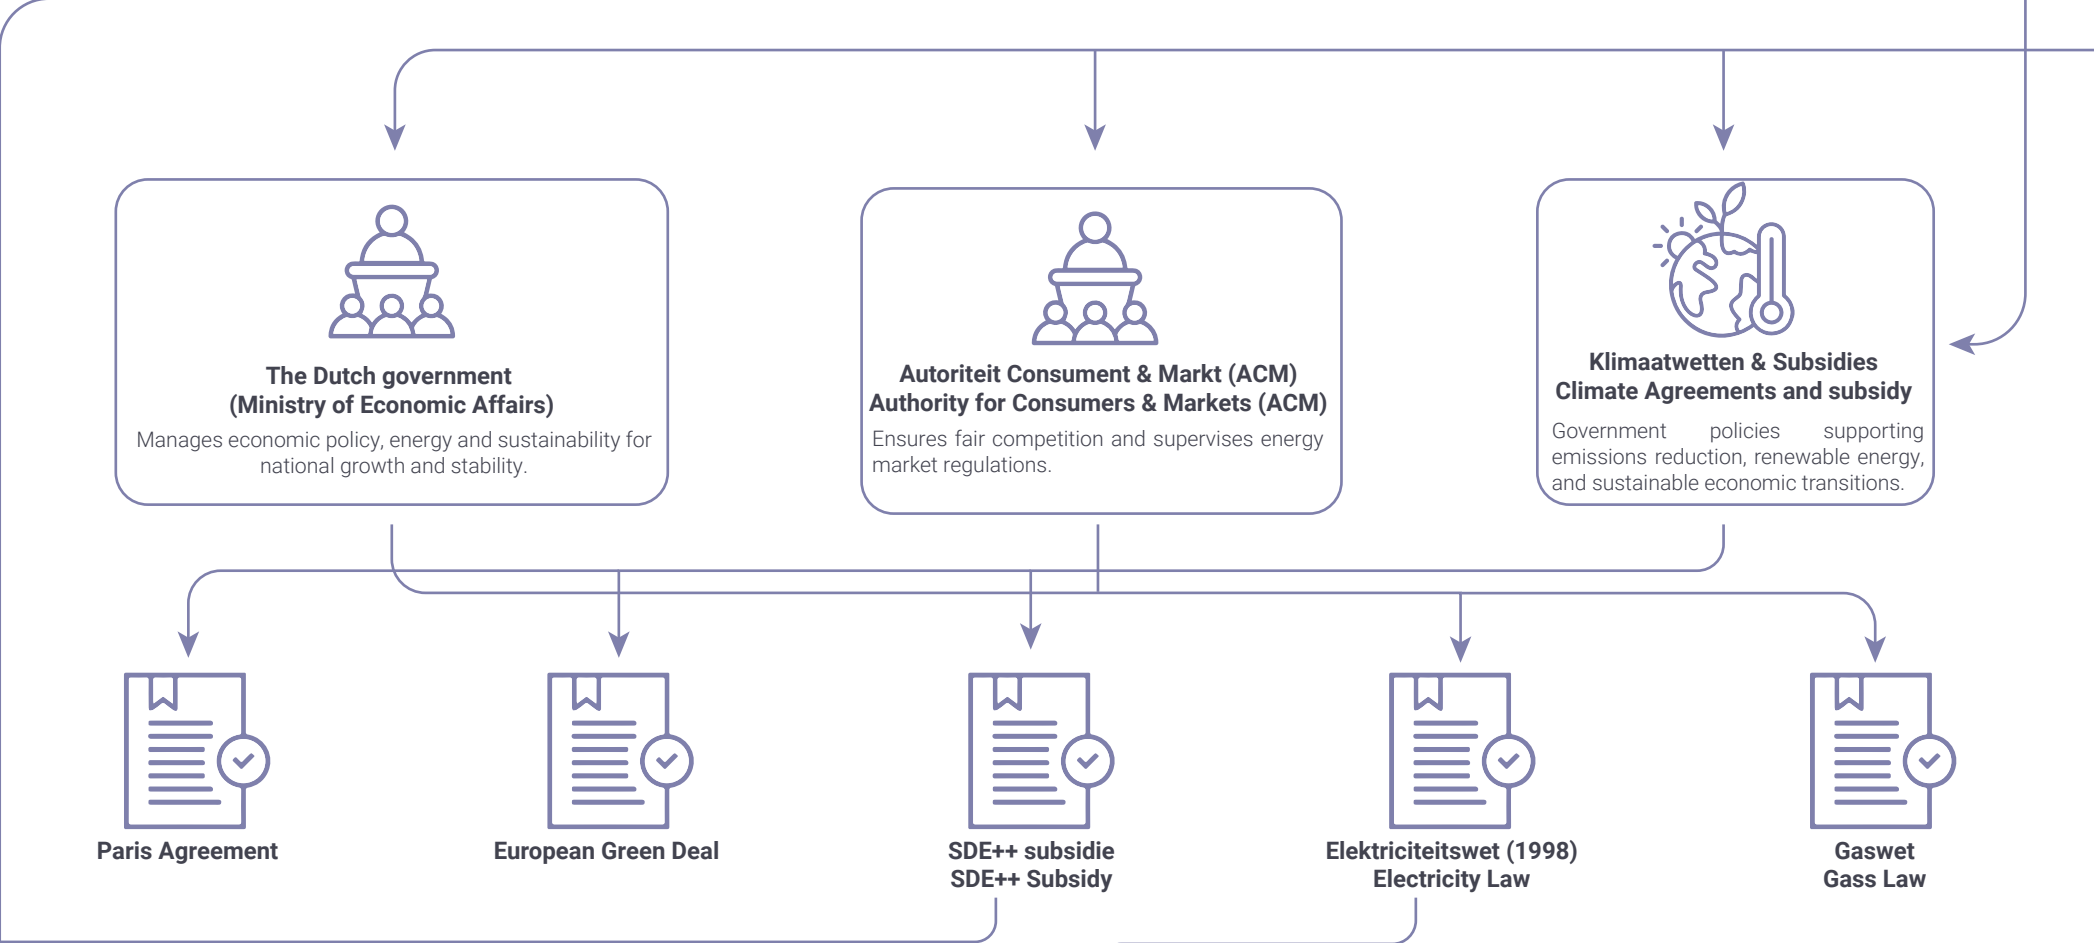 The Dutch government
(Ministry of Economic Affairs)
Manages economic policy, energy and sustainability for
national growth and stability.
Autoriteit Consument & Markt (ACM)
Authority for Consumers & Markets (ACM)
Ensures fair competition and supervises energy
market regulations.
Klimaatwetten & Subsidies
Climate Agreements and subsidy
Government policies supporting
emissions reduction, renewable energy,
and sustainable economic transitions.
Paris Agreement
European Green Deal
SDE++ subsidie
SDE++ Subsidy
Elektriciteitswet (1998)
Electricity Law
Gaswet
Gass Law